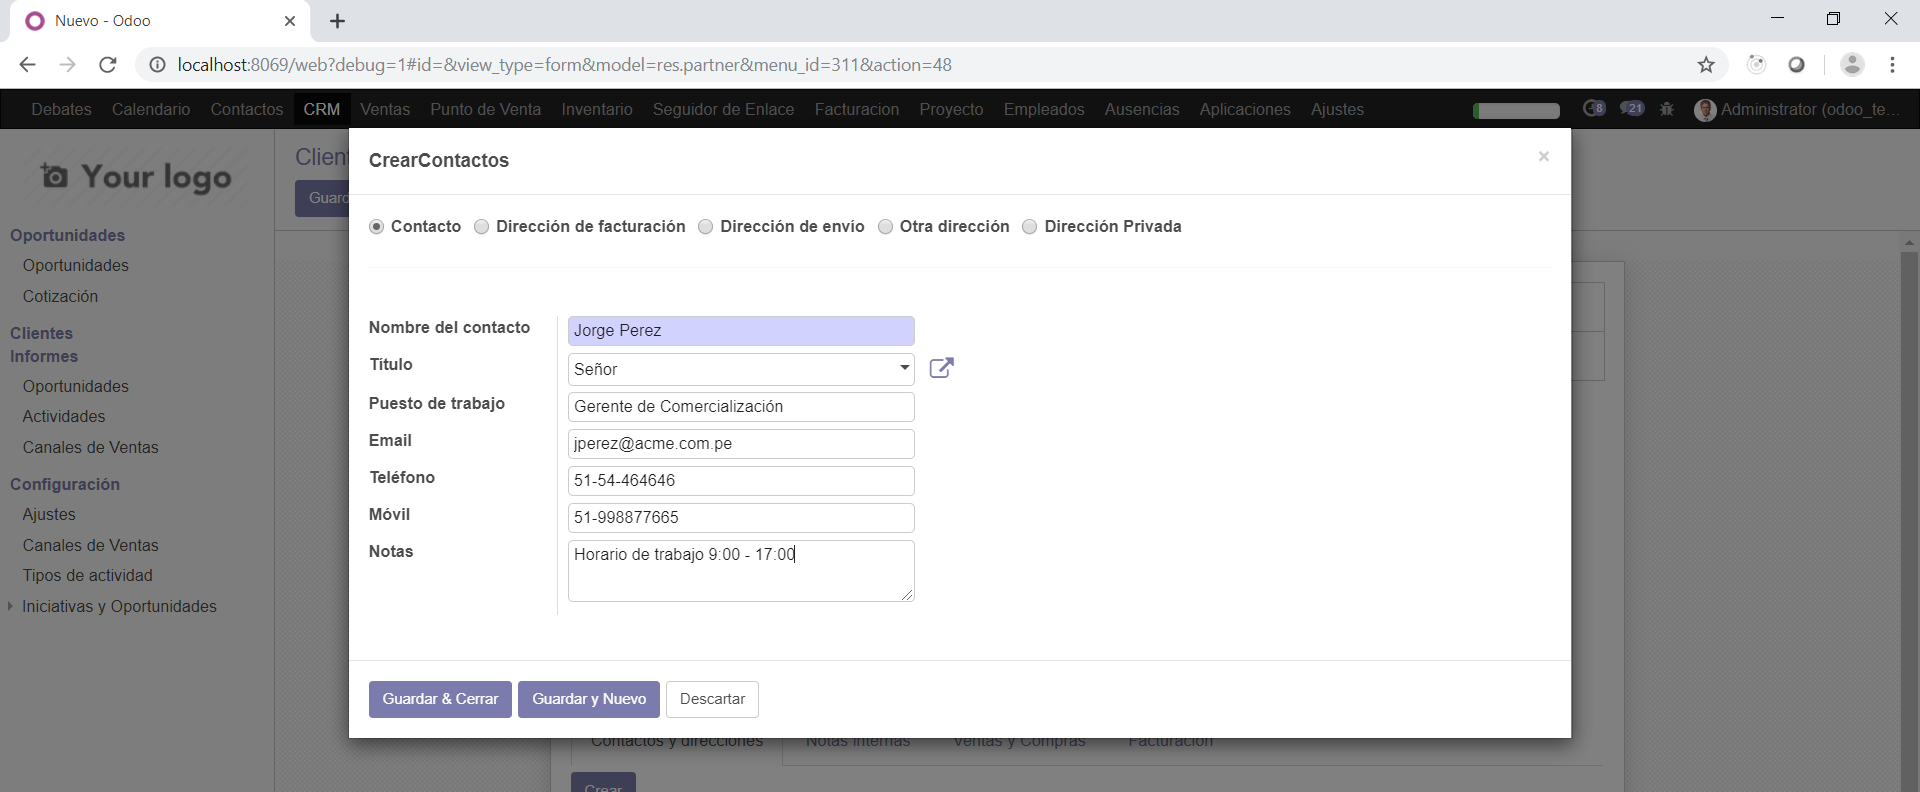 Nuevo - Odoo
localhost:8069/web?debug=1#id=&view_type=form&model=res.partner&menu_id=311&action=48
Debates Calendario Contactos CRM Ventas Punto de Venta Inventario Seguidor de Enlace Facturacion Proyecto Empleados Ausencias Aplicaciones Ajustes 8 21 Administrator (odoo_te...
Your logo
Oportunidades
Oportunidades
Cotización
Clientes
Informes
Oportunidades
Actividades
Canales de Ventas
Configuración
Ajustes
Canales de Ventas
Tipos de actividad
Iniciativas y Oportunidades
Client
Guard
CrearContactos
×
Contacto Dirección de facturación Dirección de envío Otra dirección Dirección Privada
Nombre del contacto Jorge Perez
Título Señor
Puesto de trabajo Gerente de Comercialización
Email jperez@acme.com.pe
Teléfono 51-54-464646
Móvil 51-998877665
Notas Horario de trabajo 9:00 - 17:00
Guardar & Cerrar Guardar y Nuevo Descartar
Contactos y direcciones Notas Internas Ventas y Compras Facturación
Crear